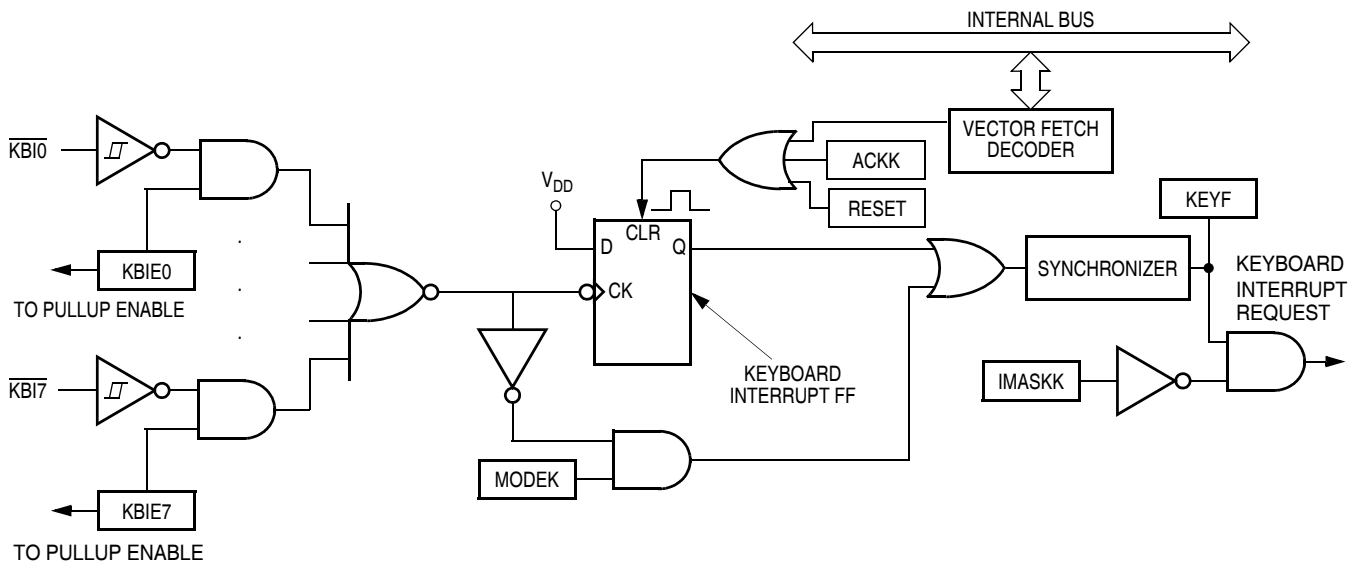 INTERNAL BUS
KBI0
VECTOR FETCH
DECODER
ACKK
VDD
KEYF
RESET
CLR
D
Q
KBIE0
SYNCHRONIZER
KEYBOARD
INTERRUPT
REQUEST
CK
TO PULLUP ENABLE
KBI7
KEYBOARD
INTERRUPT FF
IMASKK
MODEK
KBIE7
TO PULLUP ENABLE